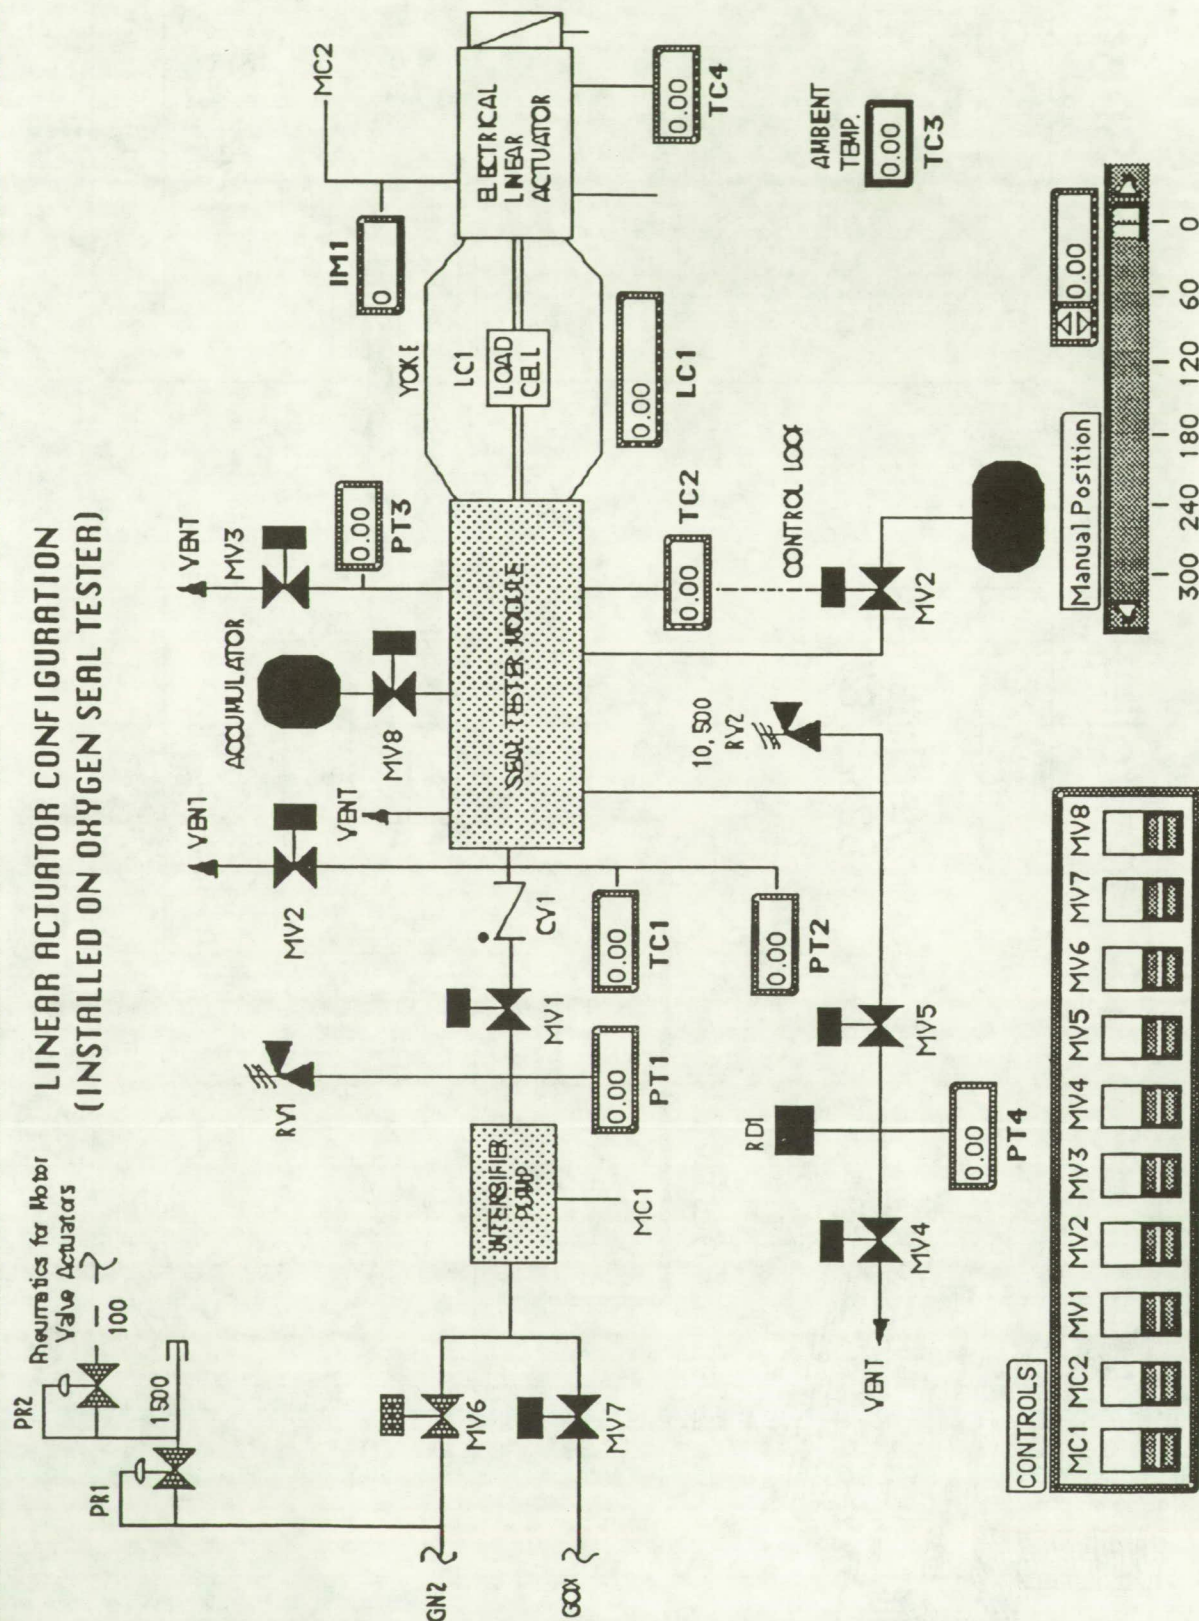 LINEAR ACTUATOR CONFIGURATION
(INSTALLED ON OXYGEN SEAL TESTER)
PR2
Pneumatics for Motor
Valve Actuators
100
PR1
1500
GN2
GOX
MV6
MV7
INTENSIFIER
PUMP
MC1
RV1
0.00
PT1
MV1
CV1
VENT
MV2
0.00
TC1
0.00
PT2
VENT
ACCUMULATOR
MV8
VENT
MV3
0.00
PT3
SEAL TESTER MODULE
0.00
TC2
CONTROL LOOP
MV2
10,500
RV2
MV5
RD1
0.00
PT4
MV4
VENT
YOKE
LC1
LOAD
CELL
0.00
LC1
IM1
0
MC2
ELECTRICAL
LINEAR
ACTUATOR
0.00
TC4
AMBENT
TEMP.
0.00
TC3
CONTROLS
MC1 MC2 MV1 MV2 MV3 MV4 MV5 MV6 MV7 MV8
Manual Position
0.00
300 240 180 120 60 0